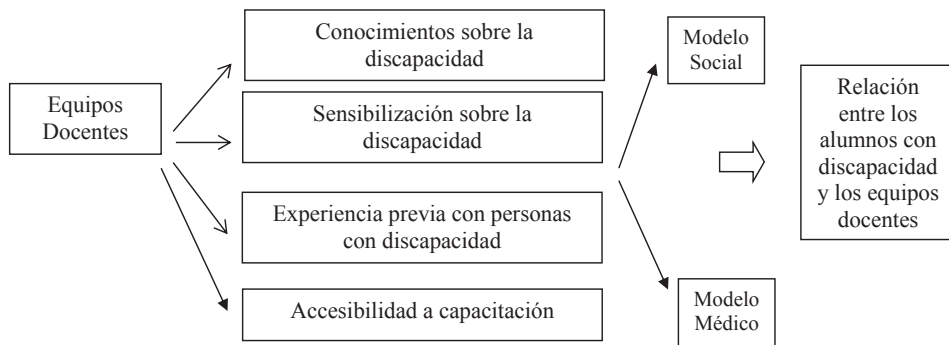 Equipos
Docentes
Conocimientos sobre la
discapacidad
Sensibilización sobre la
discapacidad
Experiencia previa con personas
con discapacidad
Accesibilidad a capacitación
Modelo
Social
Modelo
Médico
Relación
entre los
alumnos con
discapacidad
y los equipos
docentes